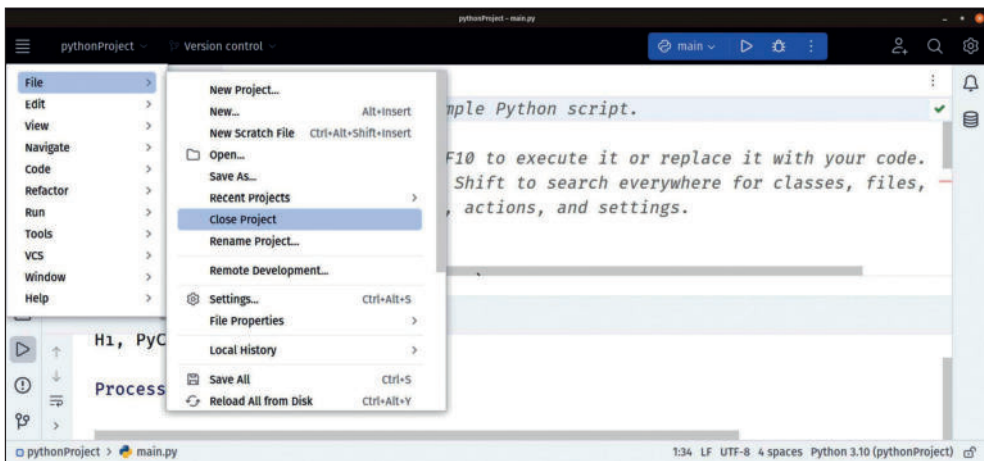 pythonProject – main.py
pythonProject
Version control
main
File
Edit
View
Navigate
Code
Refactor
Run
Tools
VCS
Window
Help
New Project...
New... Alt+Insert
New Scratch File Ctrl+Alt+Shift+Insert
Open...
Save As...
Recent Projects
Close Project
Rename Project...
Remote Development...
Settings... Ctrl+Alt+S
File Properties
Local History
Save All Ctrl+S
Reload All from Disk Ctrl+Alt+Y
mple Python script.
F10 to execute it or replace it with your code.
Shift to search everywhere for classes, files,
, actions, and settings.
Hi, PyC
Process
pythonProject > main.py
1:34 LF UTF-8 4 spaces Python 3.10 (pythonProject)